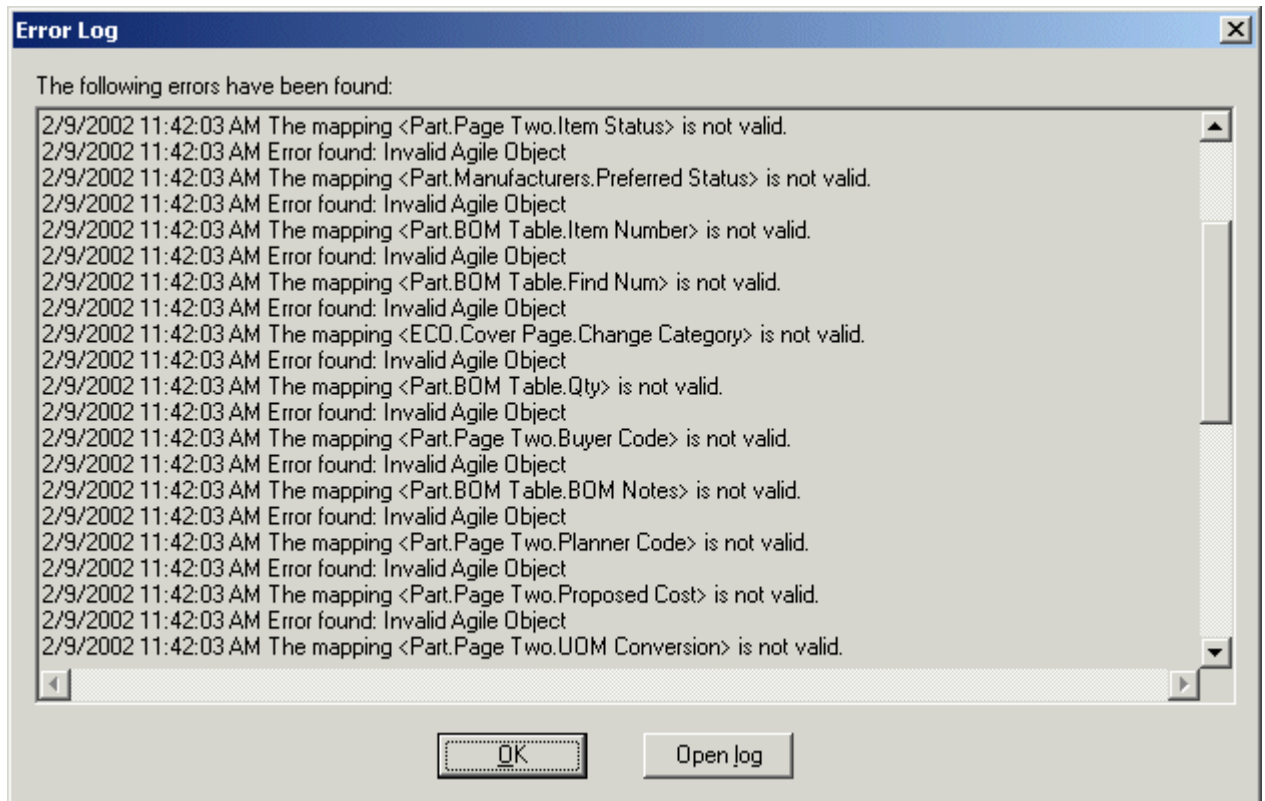 Error Log
The following errors have been found:
2/9/2002 11:42:03 AM The mapping <Part.Page Two.Item Status> is not valid.
2/9/2002 11:42:03 AM Error found: Invalid Agile Object
2/9/2002 11:42:03 AM The mapping <Part.Manufacturers.Preferred Status> is not valid.
2/9/2002 11:42:03 AM Error found: Invalid Agile Object
2/9/2002 11:42:03 AM The mapping <Part.BOM Table.Item Number> is not valid.
2/9/2002 11:42:03 AM Error found: Invalid Agile Object
2/9/2002 11:42:03 AM The mapping <Part.BOM Table.Find Num> is not valid.
2/9/2002 11:42:03 AM Error found: Invalid Agile Object
2/9/2002 11:42:03 AM The mapping <ECO.Cover Page.Change Category> is not valid.
2/9/2002 11:42:03 AM Error found: Invalid Agile Object
2/9/2002 11:42:03 AM The mapping <Part.BOM Table.Qty> is not valid.
2/9/2002 11:42:03 AM Error found: Invalid Agile Object
2/9/2002 11:42:03 AM The mapping <Part.Page Two.Buyer Code> is not valid.
2/9/2002 11:42:03 AM Error found: Invalid Agile Object
2/9/2002 11:42:03 AM The mapping <Part.BOM Table.BOM Notes> is not valid.
2/9/2002 11:42:03 AM Error found: Invalid Agile Object
2/9/2002 11:42:03 AM The mapping <Part.Page Two.Planner Code> is not valid.
2/9/2002 11:42:03 AM Error found: Invalid Agile Object
2/9/2002 11:42:03 AM The mapping <Part.Page Two.Proposed Cost> is not valid.
2/9/2002 11:42:03 AM Error found: Invalid Agile Object
2/9/2002 11:42:03 AM The mapping <Part.Page Two.UOM Conversion> is not valid.
OK Open log